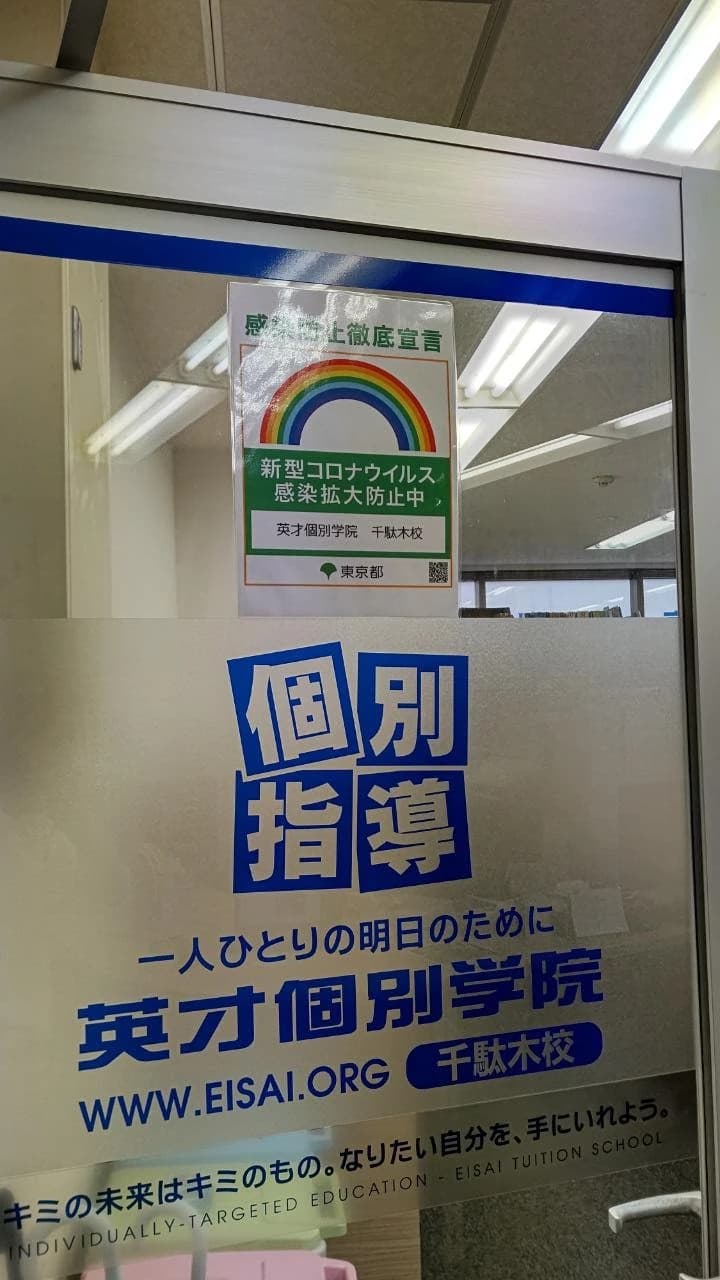 感染防止徹底宣言
新型コロナウイルス
感染拡大防止中
英才個別学院 千駄木校
東京都
個別
指導
一人ひとりの明日のために
英才個別学院
WWW.EISAI.ORG 千駄木校
キミの未来はキミのもの。なりたい自分を、手にいれよう。
INDIVIDUALLY-TARGETED EDUCATION - EISAI TUITION SCHOOL